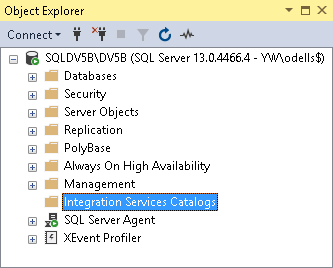 Object Explorer
Connect
SQLDV5B\DV5B (SQL Server 13.0.4466.4 - YW\odells$)
Databases
Security
Server Objects
Replication
PolyBase
Always On High Availability
Management
Integration Services Catalogs
SQL Server Agent
XEvent Profiler